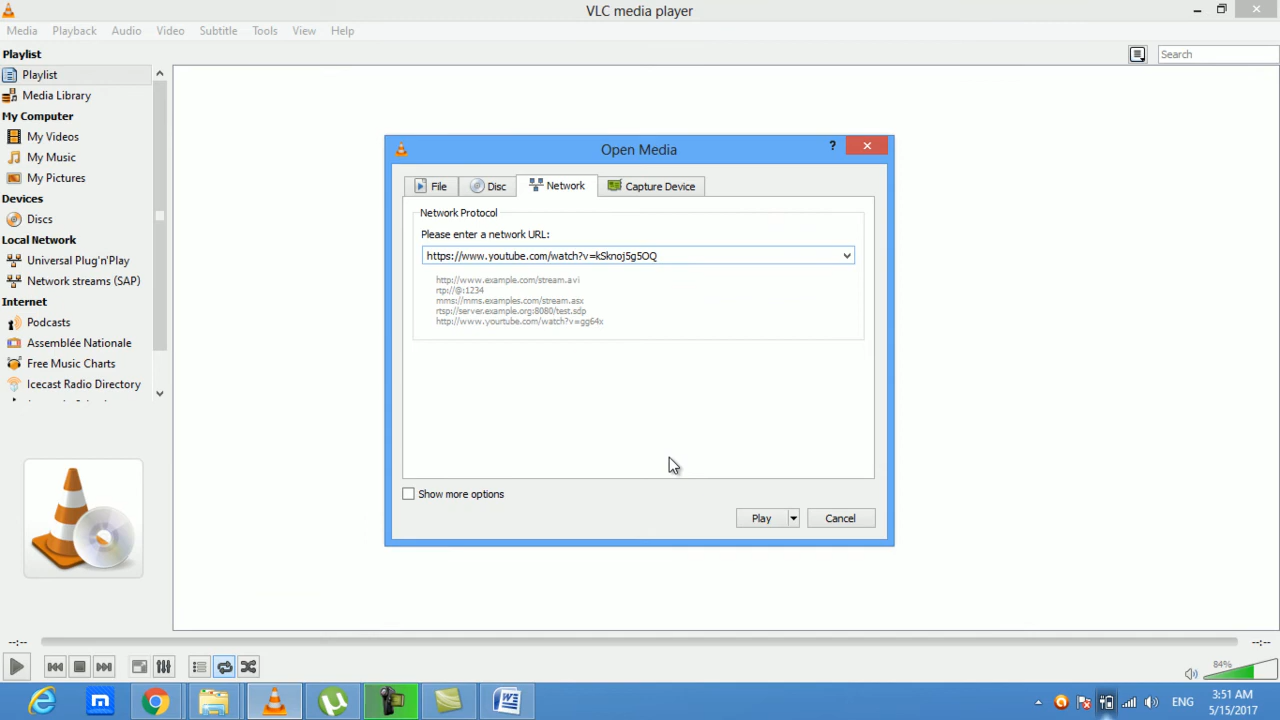 VLC media player
Media Playback Audio Video Subtitle Tools View Help
Playlist
Search
Playlist
Media Library
My Computer
My Videos
My Music
My Pictures
Devices
Discs
Local Network
Universal Plug'n'Play
Network streams (SAP)
Internet
Podcasts
Assemblée Nationale
Free Music Charts
Icecast Radio Directory
Open Media
?
File Disc Network Capture Device
Network Protocol
Please enter a network URL:
https://www.youtube.com/watch?v=kSknoj5g5OQ
http://www.example.com/stream.avi
rtp://@:1234
mms://mms.examples.com/stream.asx
rtsp://server.example.org:8080/test.sdp
http://www.yourtube.com/watch?v=gg64x
Show more options
Play Cancel
--:-- --:--
84%
ENG
3:51 AM
5/15/2017